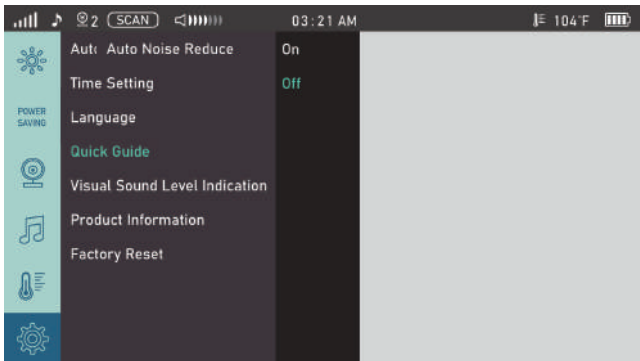 2 SCAN 03:21 AM 104°F
Aut Auto Noise Reduce On
Time Setting Off
POWER
SAVING
Language
Quick Guide
Visual Sound Level Indication
Product Information
Factory Reset